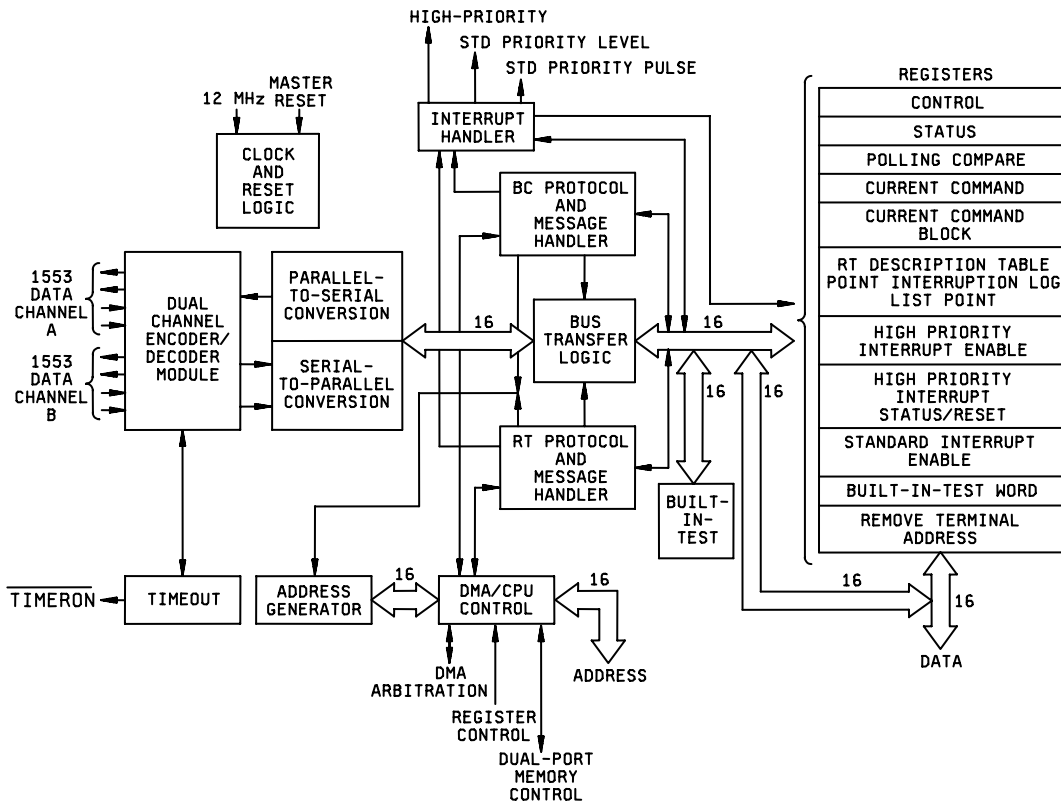 HIGH-PRIORITY
STD PRIORITY LEVEL
STD PRIORITY PULSE
12 MHz
MASTER
RESET
CLOCK
AND
RESET
LOGIC
INTERRUPT
HANDLER
BC PROTOCOL
AND
MESSAGE
HANDLER
1553
DATA
CHANNEL
A
1553
DATA
CHANNEL
B
DUAL
CHANNEL
ENCODER/
DECODER
MODULE
PARALLEL-
TO-SERIAL
CONVERSION
SERIAL-
TO-PARALLEL
CONVERSION
16
BUS
TRANSFER
LOGIC
16
16
16
RT PROTOCOL
AND
MESSAGE
HANDLER
BUILT-
IN-
TEST
TIMERON
TIMEOUT
ADDRESS
GENERATOR
16
DMA/CPU
CONTROL
16
ADDRESS
DMA
ARBITRATION
REGISTER
CONTROL
DUAL-PORT
MEMORY
CONTROL
REGISTERS
CONTROL
STATUS
POLLING COMPARE
CURRENT COMMAND
CURRENT COMMAND
BLOCK
RT DESCRIPTION TABLE
POINT INTERRUPTION LOG
LIST POINT
HIGH PRIORITY
INTERRUPT ENABLE
HIGH PRIORITY
INTERRUPT
STATUS/RESET
STANDARD INTERRUPT
ENABLE
BUILT-IN-TEST WORD
REMOVE TERMINAL
ADDRESS
16
16
DATA